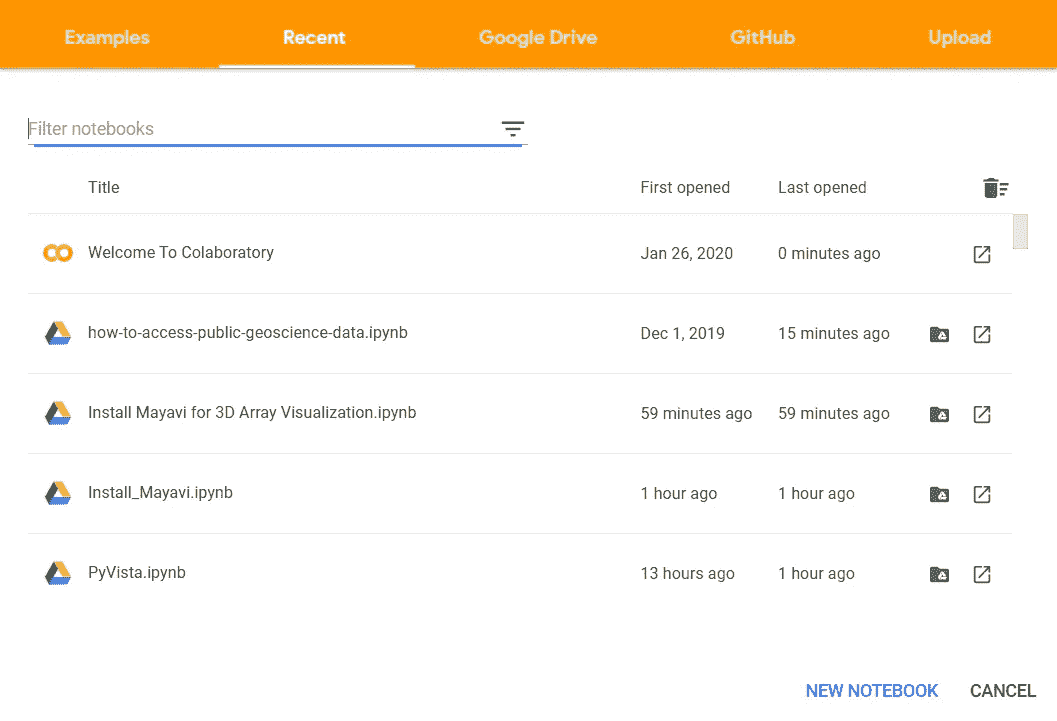 Examples Recent Google Drive GitHub Upload
Filter notebooks
Title First opened Last opened
Welcome To Colaboratory Jan 26, 2020 0 minutes ago
how-to-access-public-geoscience-data.ipynb Dec 1, 2019 15 minutes ago
Install Mayavi for 3D Array Visualization.ipynb 59 minutes ago 59 minutes ago
Install_Mayavi.ipynb 1 hour ago 1 hour ago
PyVista.ipynb 13 hours ago 1 hour ago
NEW NOTEBOOK CANCEL